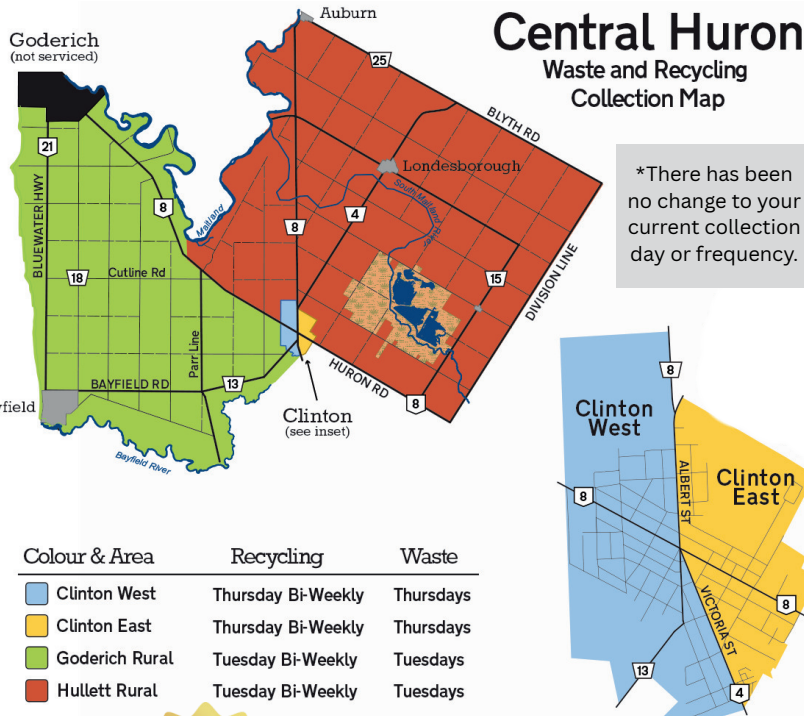 Central Huron
Waste and Recycling
Collection Map
*There has been
no change to your
current collection
day or frequency.
Auburn
Goderich
(not serviced)
25
BLYTH RD
21
BLUEWATER HWY
8
Maitland
Londesborough
South Maitland River
4
8
15
DIVISION LINE
18
Cutline Rd
Parr Line
BAYFIELD RD
13
HURON RD
8
yfield
Bayfield River
Clinton
(see inset)
8
Clinton
West
8
ALBERT ST
Clinton
East
8
VICTORIA ST
13
4
Colour & Area Recycling Waste
Clinton West Thursday Bi-Weekly Thursdays
Clinton East Thursday Bi-Weekly Thursdays
Goderich Rural Tuesday Bi-Weekly Tuesdays
Hullett Rural Tuesday Bi-Weekly Tuesdays